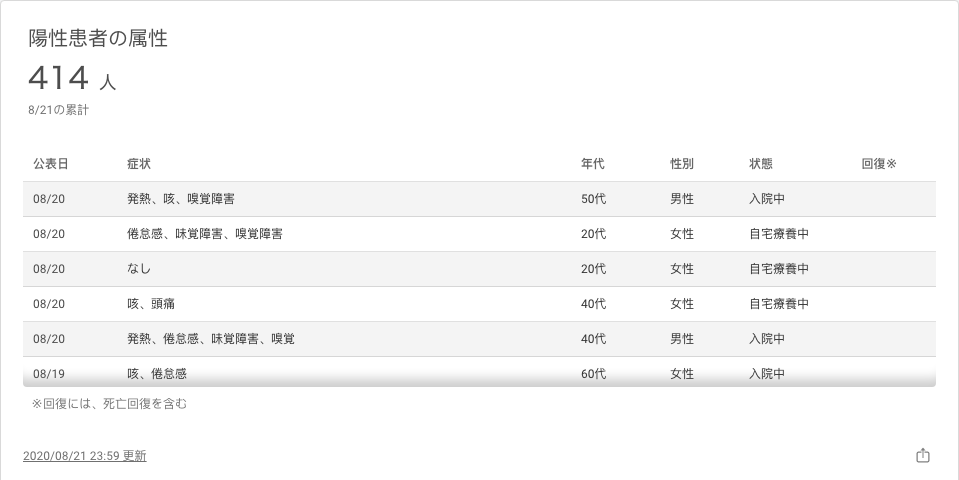 陽性患者の属性
414 人
8/21の累計
公表日 症状 年代 性別 状態 回復※
08/20 発熱、咳、嗅覚障害 50代 男性 入院中
08/20 倦怠感、味覚障害、嗅覚障害 20代 女性 自宅療養中
08/20 なし 20代 女性 自宅療養中
08/20 咳、頭痛 40代 女性 自宅療養中
08/20 発熱、倦怠感、味覚障害、嗅覚 40代 男性 入院中
08/19 咳、倦怠感 60代 女性 入院中
※回復には、死亡回復を含む
2020/08/21 23:59 更新